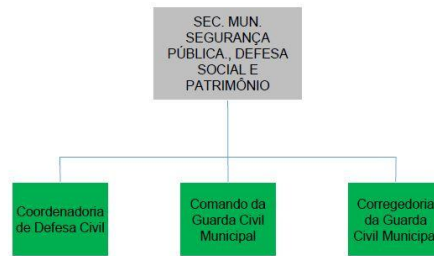 SEC. MUN.
SEGURANÇA
PÚBLICA., DEFESA
SOCIAL E
PATRIMÔNIO
Coordenadoria
de Defesa Civil
Comando da
Guarda Civil
Municipal
Corregedoria
da Guarda
Civil Municipal